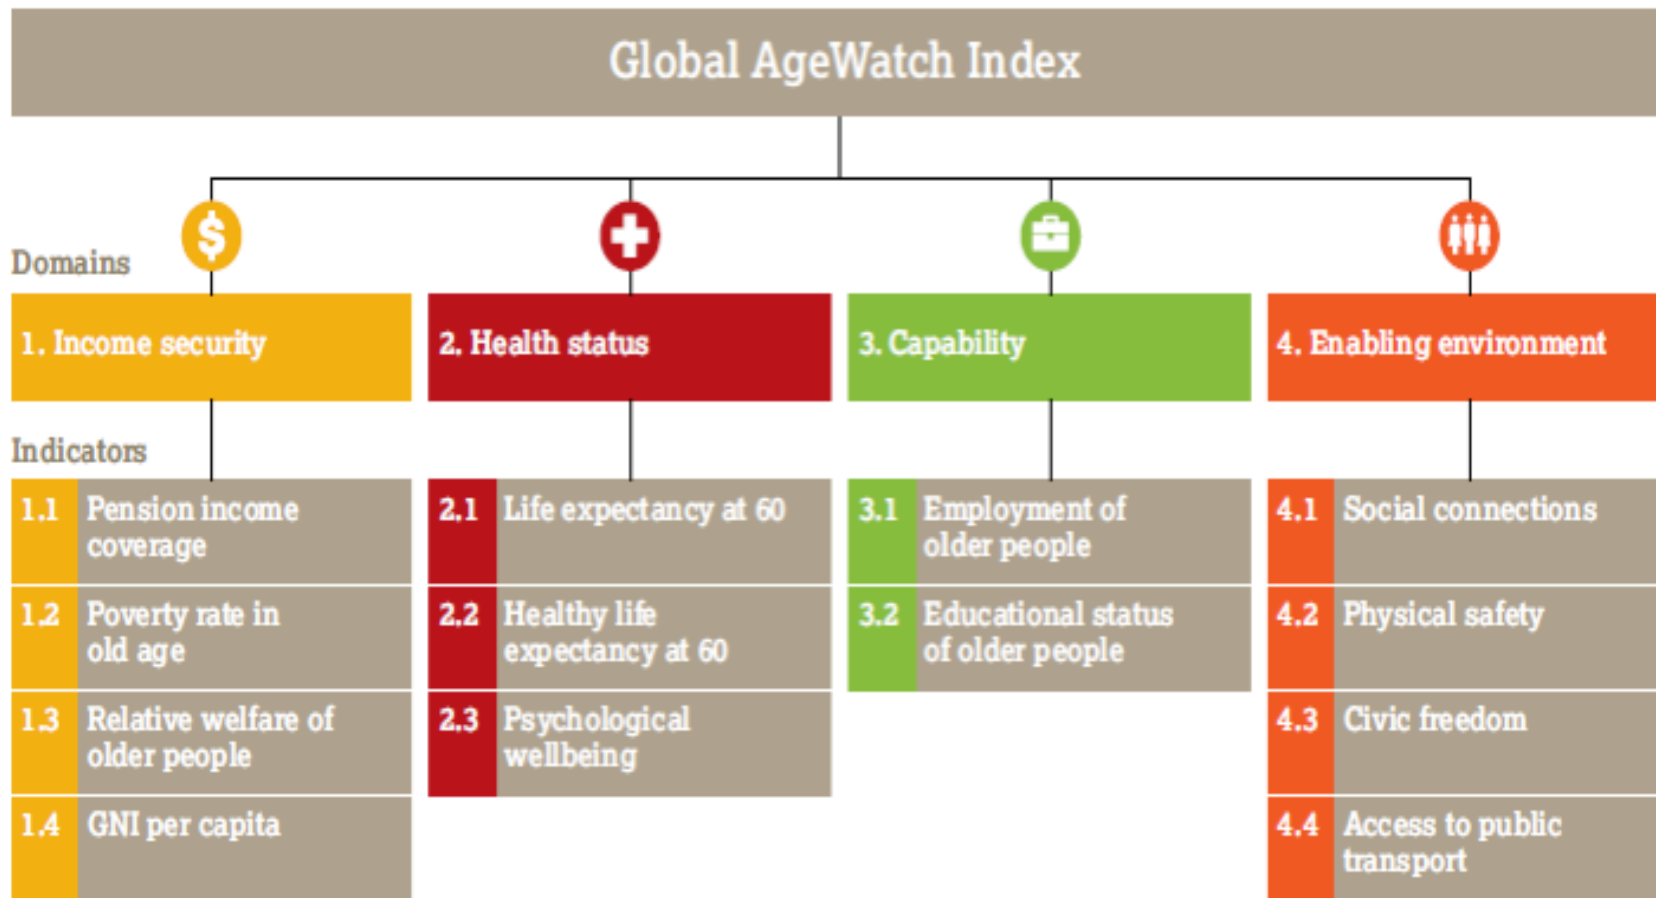 Global AgeWatch Index
Domains
$
1. Income security
2. Health status
3. Capability
4. Enabling environment
Indicators
1.1 Pension income
coverage
1.2 Poverty rate in
old age
1.3 Relative welfare of
older people
1.4 GNI per capita
2.1 Life expectancy at 60
2.2 Healthy life
expectancy at 60
2.3 Psychological
wellbeing
3.1 Employment of
older people
3.2 Educational status
of older people
4.1 Social connections
4.2 Physical safety
4.3 Civic freedom
4.4 Access to public
transport